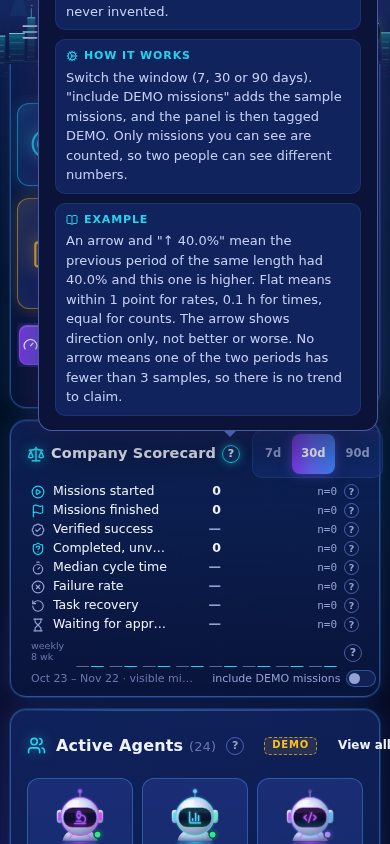 never invented.
HOW IT WORKS
Switch the window (7, 30 or 90 days).
"include DEMO missions" adds the sample
missions, and the panel is then tagged
DEMO. Only missions you can see are
counted, so two people can see different
numbers.
EXAMPLE
An arrow and "↑ 40.0%" mean the
previous period of the same length had
40.0% and this one is higher. Flat means
within 1 point for rates, 0.1 h for times,
equal for counts. The arrow shows
direction only, not better or worse. No
arrow means one of the two periods has
fewer than 3 samples, so there is no trend
to claim.
Company Scorecard ? 7d 30d 90d
Missions started 0 n=0 ?
Missions finished 0 n=0 ?
Verified success — n=0 ?
Completed, unv... 0 n=0 ?
Median cycle time — n=0 ?
Failure rate — n=0 ?
Task recovery — n=0 ?
Waiting for appr... — n=0 ?
weekly
8 wk ?
Oct 23 – Nov 22 · visible mi... include DEMO missions
Active Agents (24) ? DEMO View all